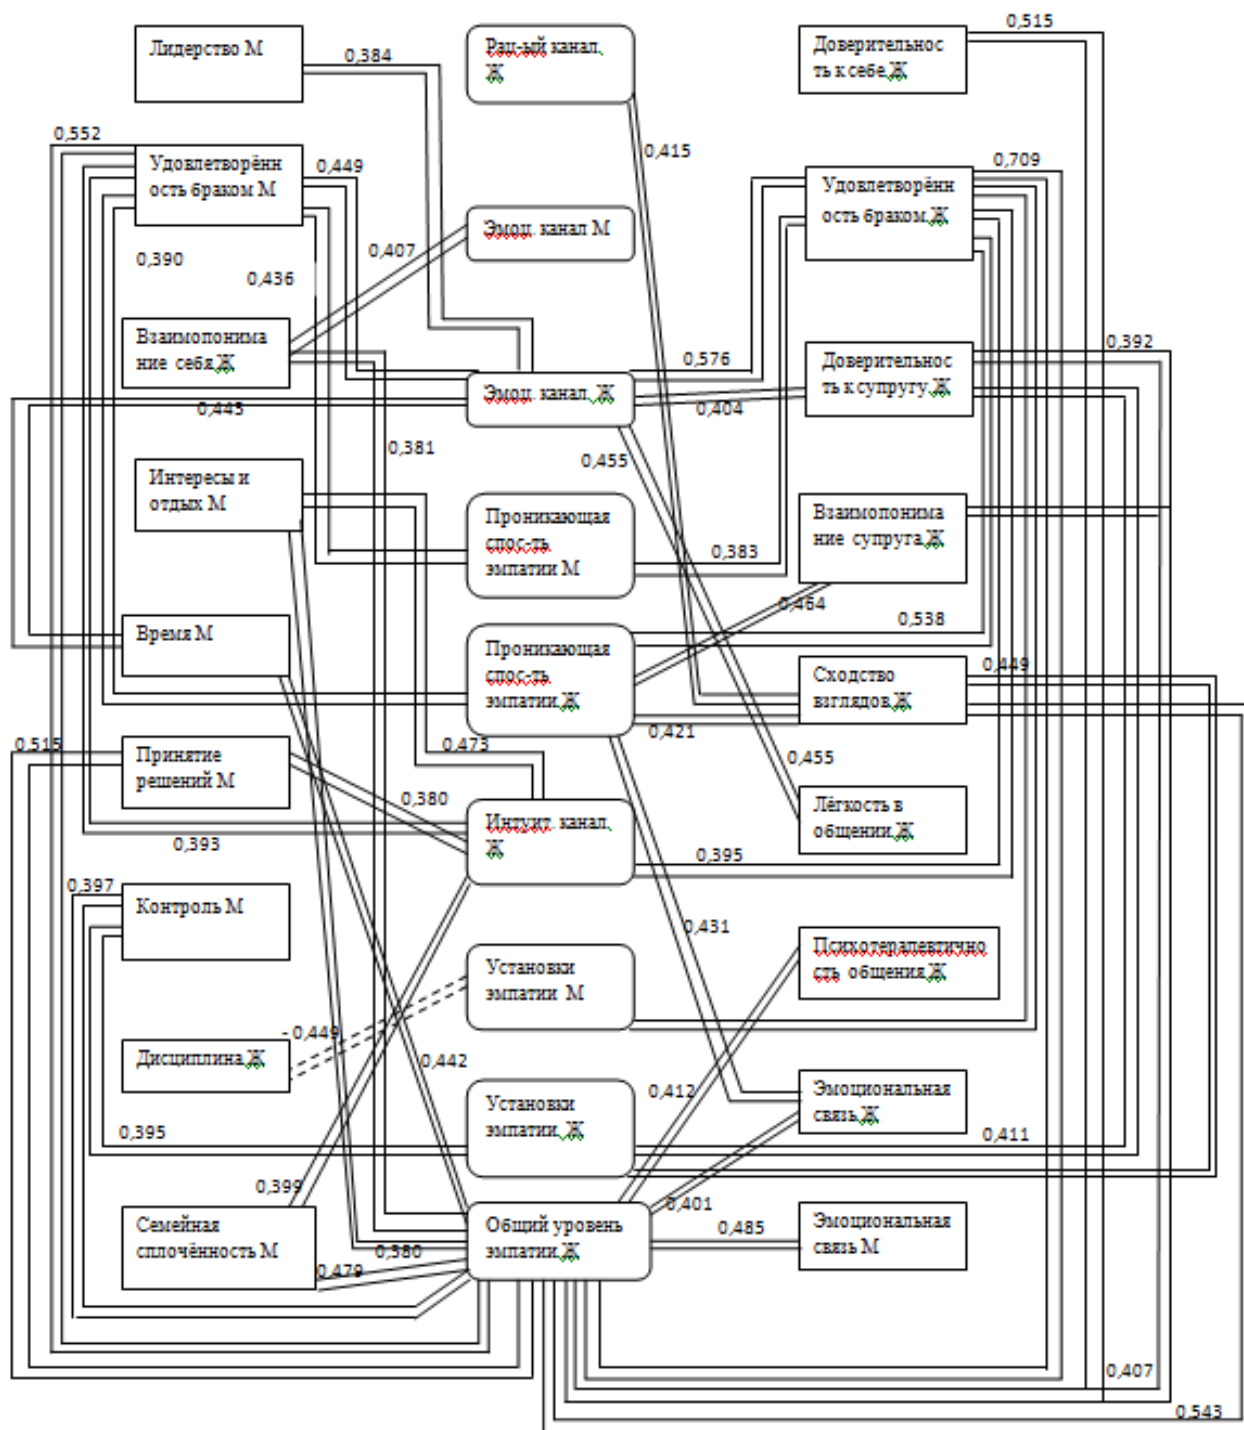 0,515
Лидерство М
0,384
Рац-ый канал.
Ж
Доверительнос
ть к себе.Ж
0,552
Удовлетворённ
ость браком М
0,449
0,415
0,709
Удовлетворённ
ость браком.Ж
Эмоц. канал М
0,407
0,390
0,436
Взаимопонима
ние себя.Ж
0,576
Доверительнос
ть к супругу.Ж
0,392
Эмоц. канал. Ж
0,445
0,404
0,381
0,455
Интересы и
отдых М
Проникающая
спос-ть
эмпатии М
Взаимопонима
ние супруга.Ж
0,383
0,464
0,538
Время М
Проникающая
спос-ть
эмпатии.Ж
Сходство
взглядов.Ж
0,449
0,421
0,515
Принятие
решений М
0,473
0,455
0,380
Интуит. канал.
Ж
Лёгкость в
общении.Ж
0,393
0,395
0,397
Контроль М
0,431
Психотерапевтично
сть общения.Ж
Установки
эмпатии М
- 0,449
Дисциплина.Ж
0,442
0,412
Установки
эмпатии. Ж
Эмоциональная
связь.Ж
0,395
0,411
0,399
0,401
Семейная
сплочённость М
Общий уровень
эмпатии.Ж
0,485
Эмоциональная
связь М
0,380
0,479
0,407
0,543